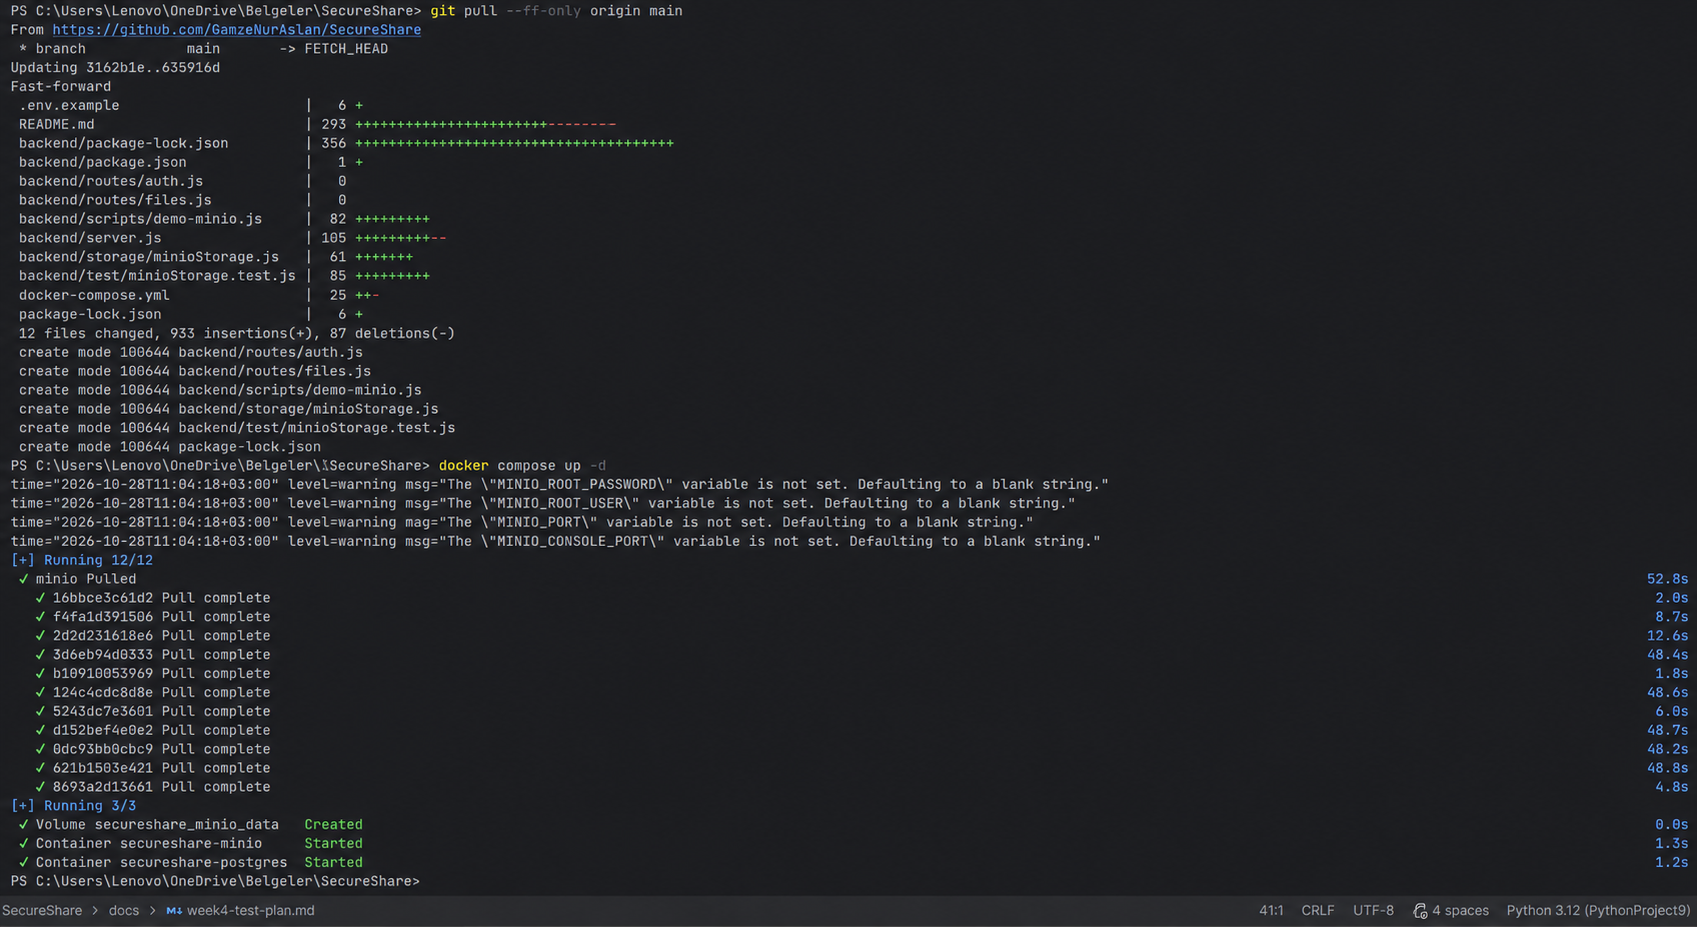 PS C:\Users\Lenovo\OneDrive\Belgeler\SecureShare> git pull --ff-only origin main
From https://github.com/GamzeNurAslan/SecureShare
 * branch            main       -> FETCH_HEAD
Updating 3162b1e..635916d
Fast-forward
 .env.example                      |   6 +
 README.md                         | 293 +++++++++++++++++++++++--------
 backend/package-lock.json         | 356 ++++++++++++++++++++++++++++++++++++++
 backend/package.json              |   1 +
 backend/routes/auth.js            |   0
 backend/routes/files.js           |   0
 backend/scripts/demo-minio.js     |  82 +++++++++
 backend/server.js                 | 105 +++++++++--
 backend/storage/minioStorage.js   |  61 +++++++
 backend/test/minioStorage.test.js |  85 +++++++++
 docker-compose.yml                |  25 ++-
 package-lock.json                 |   6 +
 12 files changed, 933 insertions(+), 87 deletions(-)
 create mode 100644 backend/routes/auth.js
 create mode 100644 backend/routes/files.js
 create mode 100644 backend/scripts/demo-minio.js
 create mode 100644 backend/storage/minioStorage.js
 create mode 100644 backend/test/minioStorage.test.js
 create mode 100644 package-lock.json
PS C:\Users\Lenovo\OneDrive\Belgeler\SecureShare> docker compose up -d
time="2026-10-28T11:04:18+03:00" level=warning msg="The \"MINIO_ROOT_PASSWORD\" variable is not set. Defaulting to a blank string."
time="2026-10-28T11:04:18+03:00" level=warning msg="The \"MINIO_ROOT_USER\" variable is not set. Defaulting to a blank string."
time="2026-10-28T11:04:18+03:00" level=warning mag="The \"MINIO_PORT\" variable is not set. Defaulting to a blank string."
time="2026-10-28T11:04:18+03:00" level=warning msg="The \"MINIO_CONSOLE_PORT\" variable is not set. Defaulting to a blank string."
[+] Running 12/12
 ✓ minio Pulled 52.8s
   ✓ 16bbce3c61d2 Pull complete 2.0s
   ✓ f4fa1d391506 Pull complete 8.7s
   ✓ 2d2d231618e6 Pull complete 12.6s
   ✓ 3d6eb94d0333 Pull complete 48.4s
   ✓ b10910053969 Pull complete 1.8s
   ✓ 124c4cdc8d8e Pull complete 48.6s
   ✓ 5243dc7e3601 Pull complete 6.0s
   ✓ d152bef4e0e2 Pull complete 48.7s
   ✓ 0dc93bb0cbc9 Pull complete 48.2s
   ✓ 621b1503e421 Pull complete 48.8s
   ✓ 8693a2d13661 Pull complete 4.8s
[+] Running 3/3
 ✓ Volume secureshare_minio_data   Created 0.0s
 ✓ Container secureshare-minio     Started 1.3s
 ✓ Container secureshare-postgres  Started 1.2s
PS C:\Users\Lenovo\OneDrive\Belgeler\SecureShare>
SecureShare > docs > M↓ week4-test-plan.md 41:1 CRLF UTF-8 4 spaces Python 3.12 (PythonProject9)